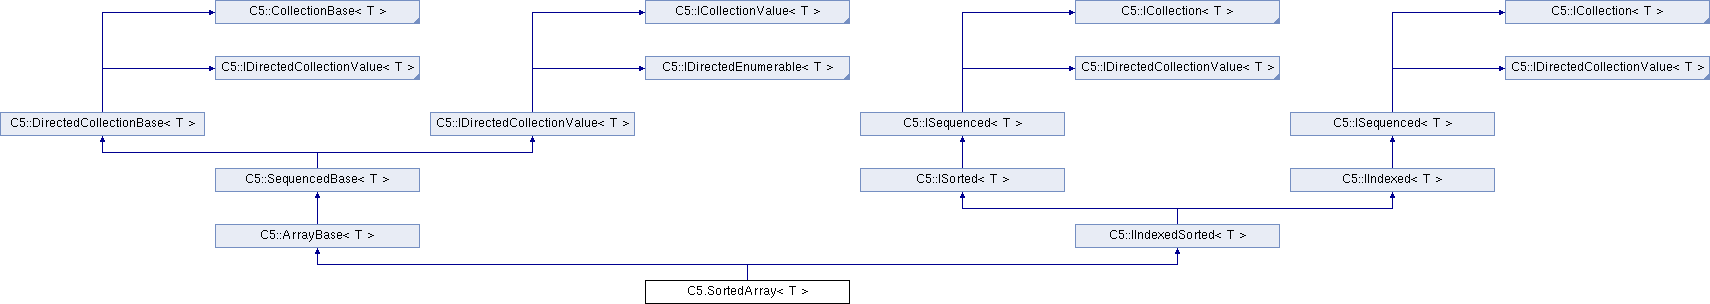 C5::CollectionBase< T >
C5::ICollectionValue< T >
C5::ICollection< T >
C5::ICollection< T >
C5::IDirectedCollectionValue< T >
C5::IDirectedEnumerable< T >
C5::IDirectedCollectionValue< T >
C5::IDirectedCollectionValue< T >
C5::DirectedCollectionBase< T >
C5::IDirectedCollectionValue< T >
C5::ISequenced< T >
C5::ISequenced< T >
C5::SequencedBase< T >
C5::ISorted< T >
C5::IIndexed< T >
C5::ArrayBase< T >
C5::IIndexedSorted< T >
C5.SortedArray< T >